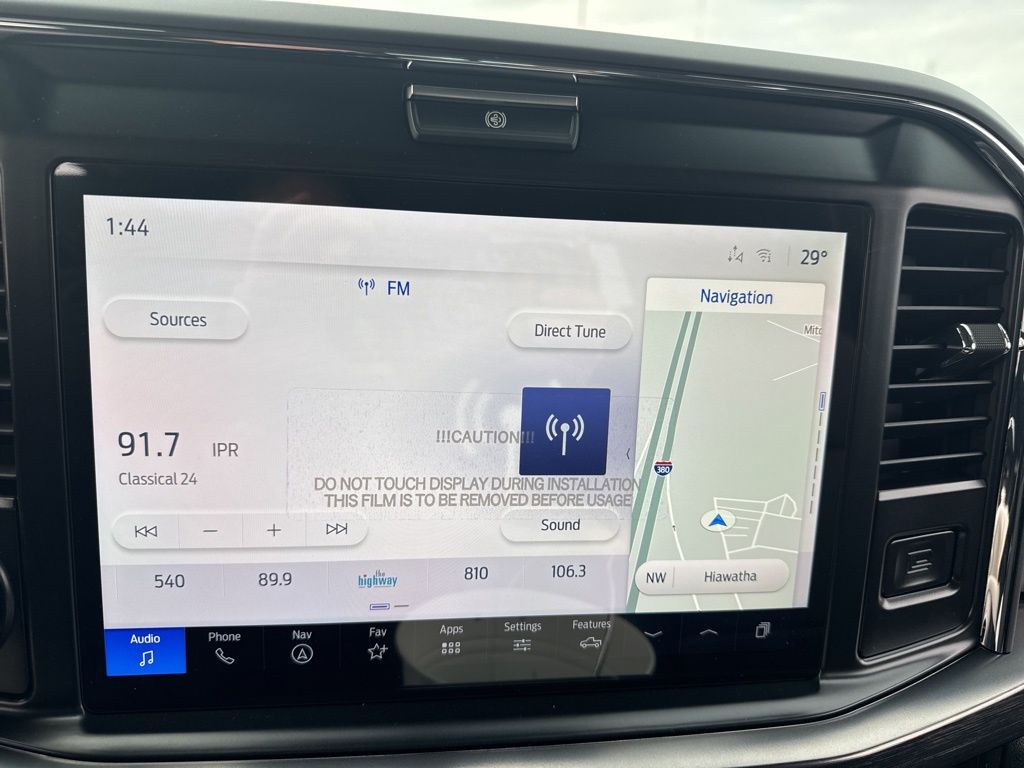 1:44
29°
FM
Navigation
Sources
Direct Tune
Mitc
91.7 IPR
Classical 24
!!!CAUTION!!!
DO NOT TOUCH DISPLAY DURING INSTALLATION
THIS FILM IS TO BE REMOVED BEFORE USAGE
380
Sound
540
89.9
the
highway
810
106.3
NW Hiawatha
Audio
Phone
Nav
Fav
Apps
Settings
Features